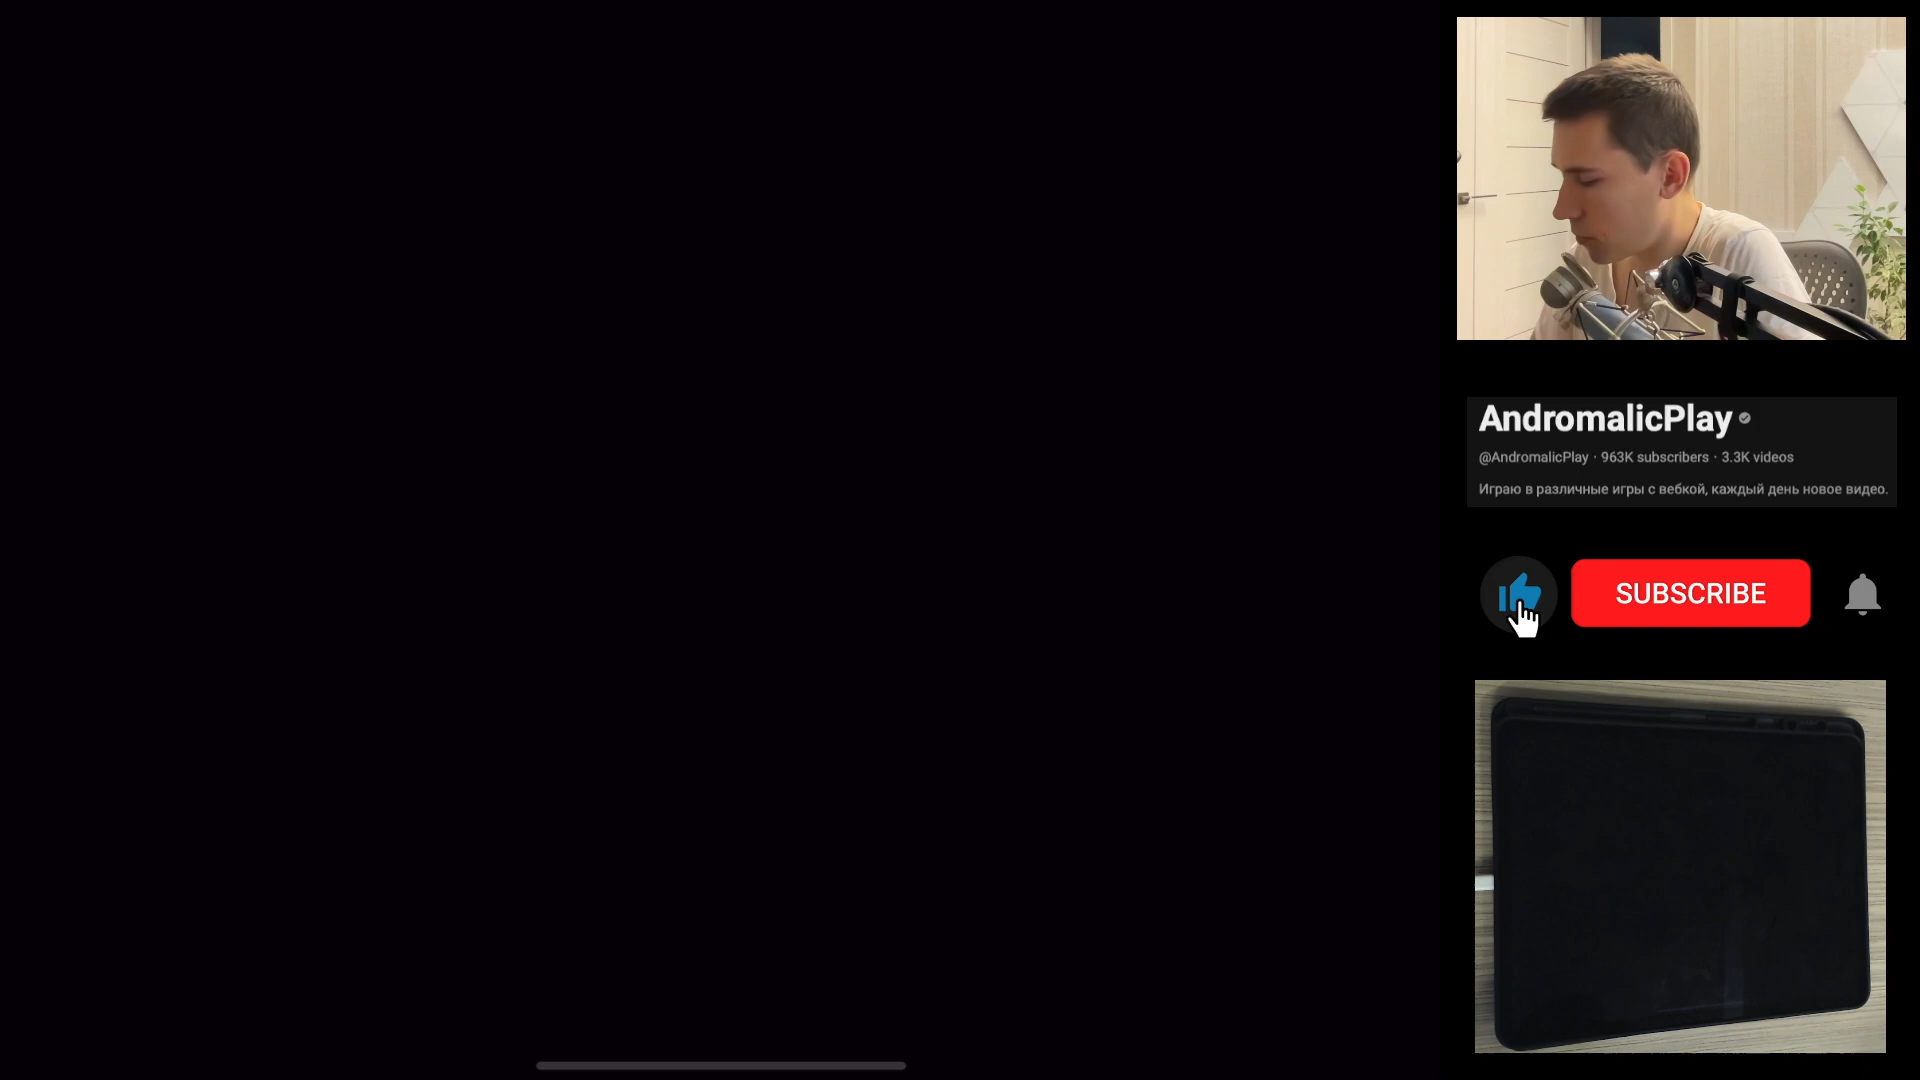 AndromalicPlay
@AndromalicPlay · 963K subscribers · 3.3K videos
Играю в различные игры с вебкой, каждый день новое видео.
SUBSCRIBE